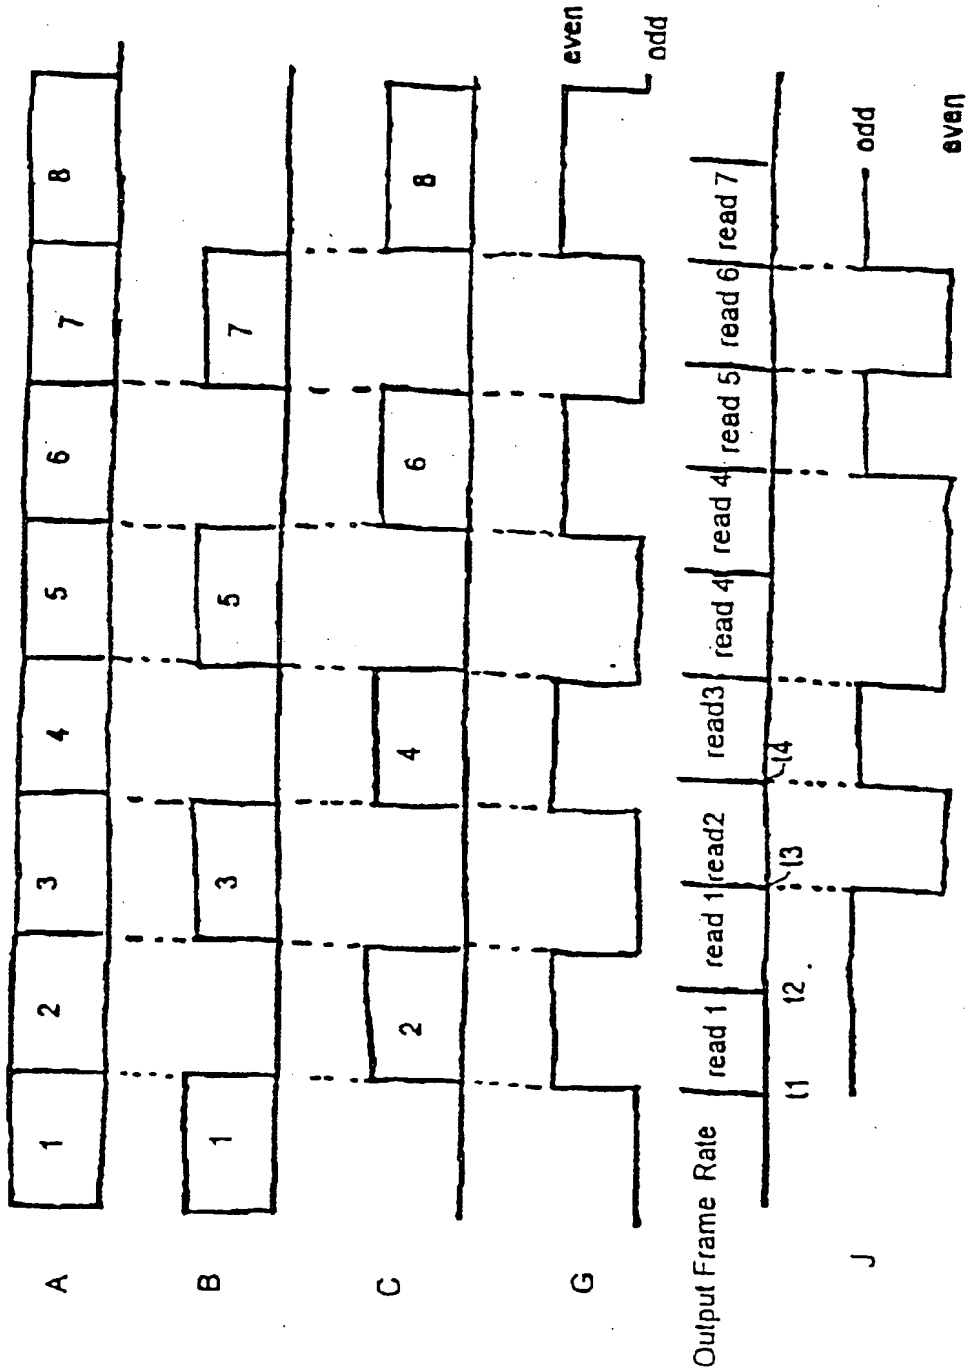 A 1 2 3 4 5 6 7 8
B 1 3 5 7
C 2 4 6 8
G even
odd
Output Frame Rate read 1 read 1 read2 read3 read 4 read 4 read 5 read 6 read 7
t1 t2 t3 t4
J odd
even